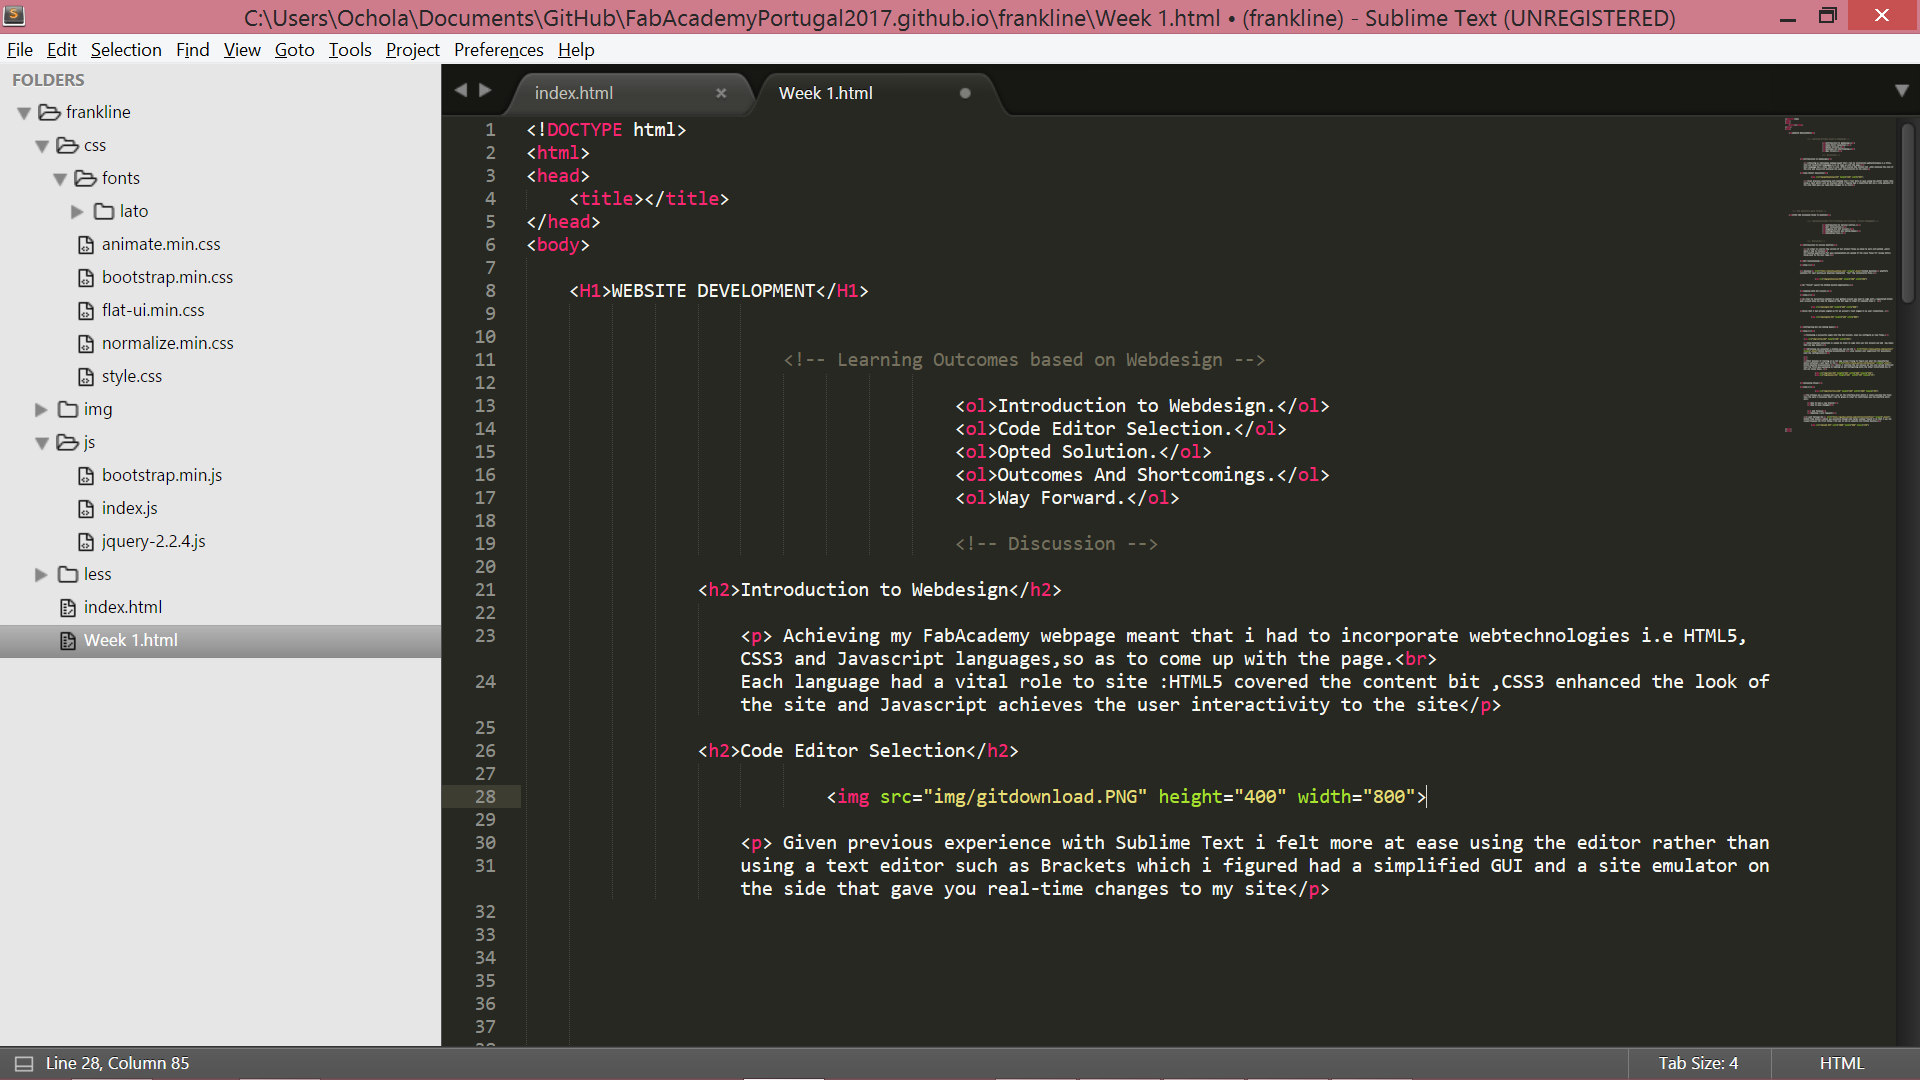 C:\Users\Ochola\Documents\GitHub\FabAcademyPortugal2017.github.io\frankline\Week 1.html • (frankline) - Sublime Text (UNREGISTERED)
File Edit Selection Find View Goto Tools Project Preferences Help
FOLDERS
frankline
css
fonts
lato
animate.min.css
bootstrap.min.css
flat-ui.min.css
normalize.min.css
style.css
img
js
bootstrap.min.js
index.js
jquery-2.2.4.js
less
index.html
Week 1.html
index.html × Week 1.html
1 <!DOCTYPE html>
2 <html>
3 <head>
4 <title></title>
5 </head>
6 <body>
7
8 <H1>WEBSITE DEVELOPMENT</H1>
9
10
11 <!-- Learning Outcomes based on Webdesign -->
12
13 <ol>Introduction to Webdesign.</ol>
14 <ol>Code Editor Selection.</ol>
15 <ol>Opted Solution.</ol>
16 <ol>Outcomes And Shortcomings.</ol>
17 <ol>Way Forward.</ol>
18
19 <!-- Discussion -->
20
21 <h2>Introduction to Webdesign</h2>
22
23 <p> Achieving my FabAcademy webpage meant that i had to incorporate webtechnologies i.e HTML5,
CSS3 and Javascript languages,so as to come up with the page.<br>
24 Each language had a vital role to site :HTML5 covered the content bit ,CSS3 enhanced the look of
the site and Javascript achieves the user interactivity to the site</p>
25
26 <h2>Code Editor Selection</h2>
27
28 <img src="img/gitdownload.PNG" height="400" width="800">
29
30 <p> Given previous experience with Sublime Text i felt more at ease using the editor rather than
31 using a text editor such as Brackets which i figured had a simplified GUI and a site emulator on
the side that gave you real-time changes to my site</p>
32
33
34
35
36
37
Line 28, Column 85
Tab Size: 4
HTML